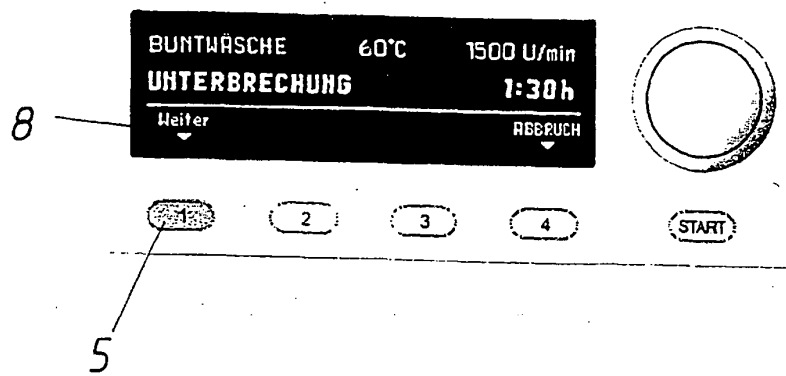 BUNTWÄSCHE 60°C 1500 U/min
UNTERBRECHUNG 1:30h
8
Weiter ABBRUCH
1 2 3 4 START
5